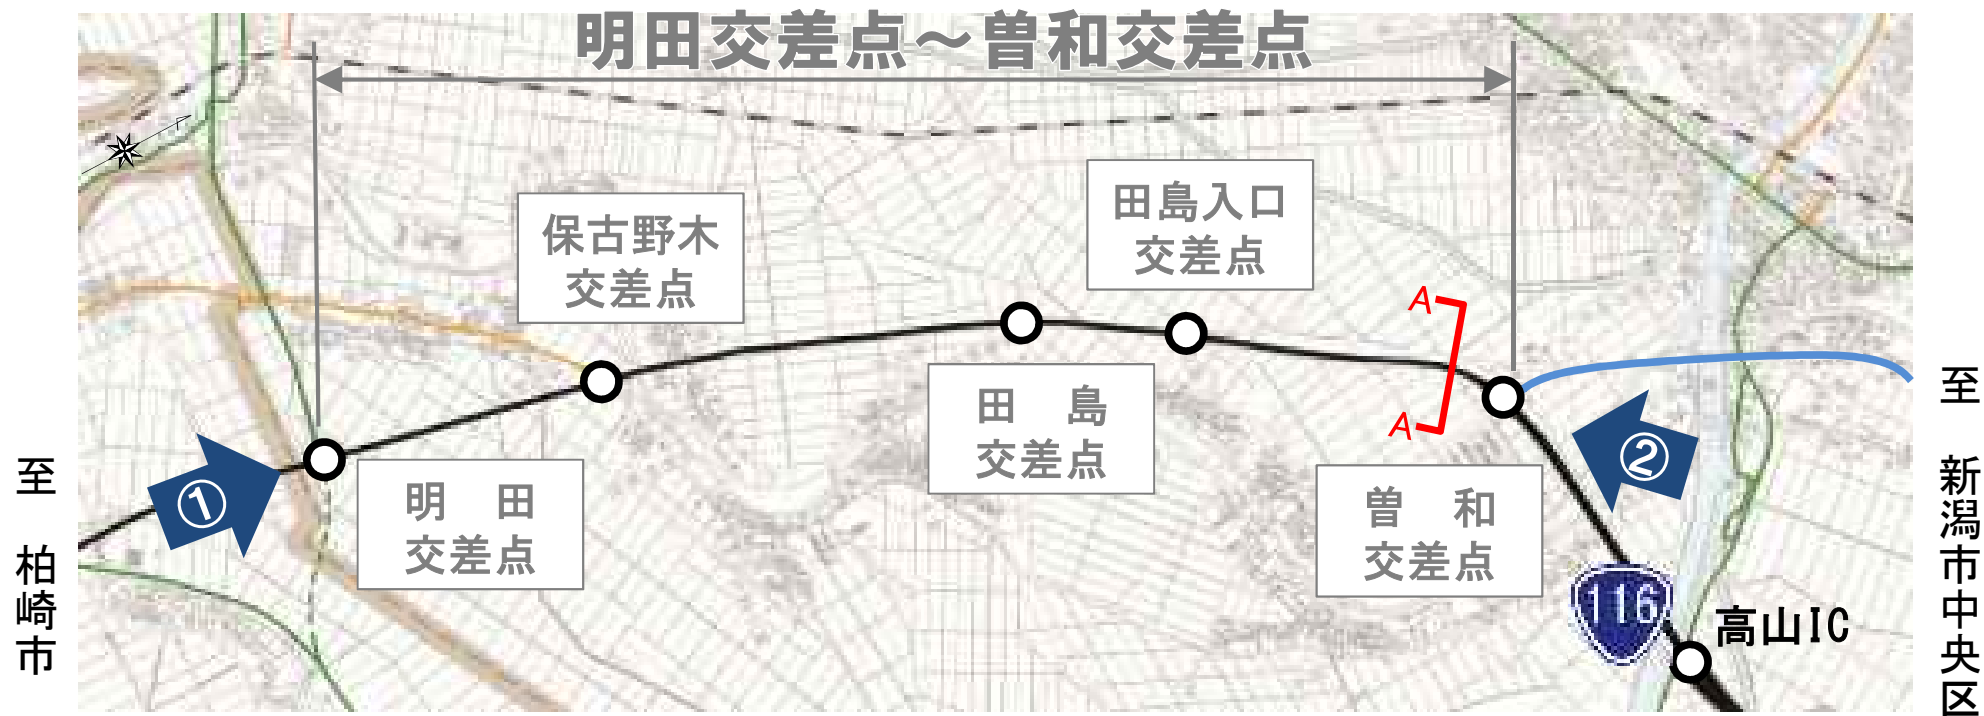 明田交差点～曽和交差点
田島入口
交差点
保古野木
交差点
A
A
田　島
交差点
明　田
交差点
曽　和
交差点
①
②
116
高山IC
至　柏崎市
至　新潟市中央区